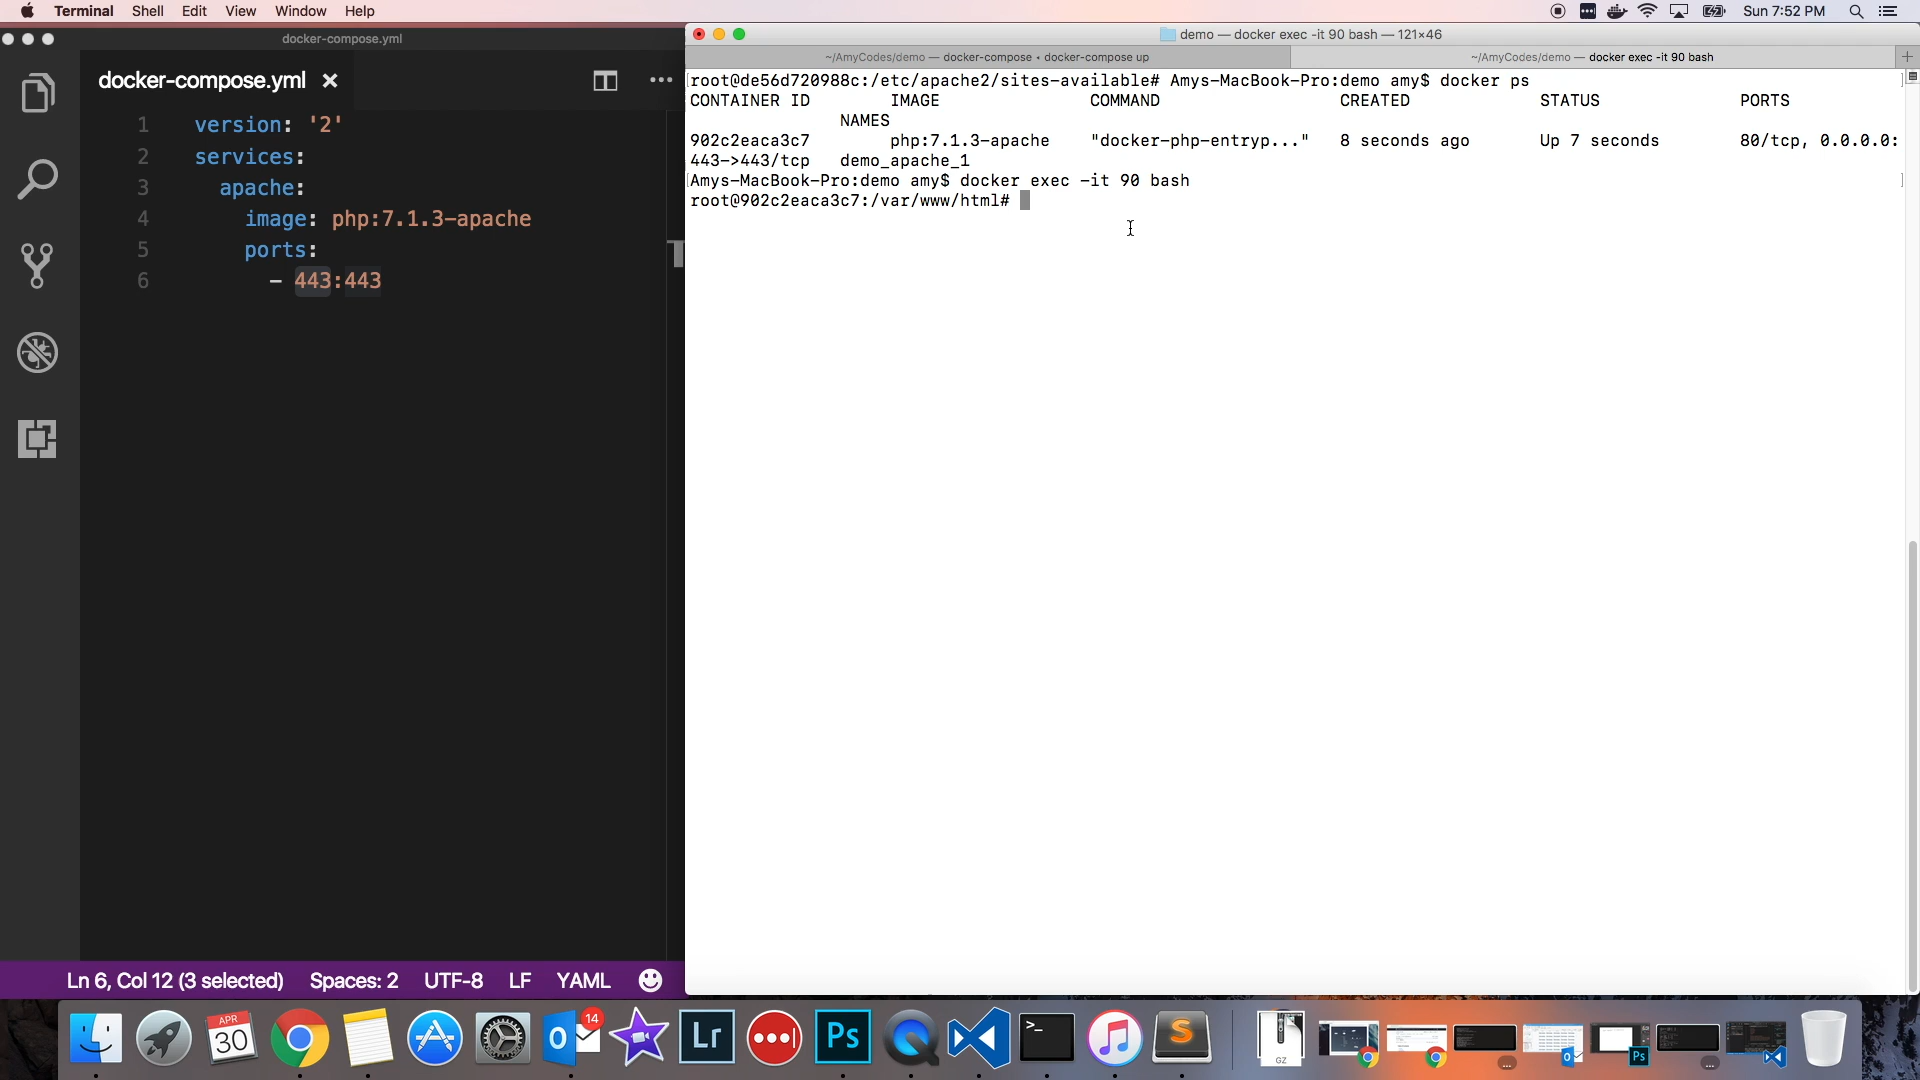 Terminal Shell Edit View Window Help
Sun 7:52 PM
docker-compose.yml
docker-compose.yml
1 version: '2'
2 services:
3 apache:
4 image: php:7.1.3-apache
5 ports:
6 - 443:443
Ln 6, Col 12 (3 selected) Spaces: 2 UTF-8 LF YAML
demo — docker exec -it 90 bash — 121×46
~/AmyCodes/demo — docker-compose • docker-compose up
~/AmyCodes/demo — docker exec -it 90 bash
[root@de56d720988c:/etc/apache2/sites-available# Amys-MacBook-Pro:demo amy$ docker ps ]
CONTAINER ID IMAGE COMMAND CREATED STATUS PORTS
NAMES
902c2eaca3c7 php:7.1.3-apache "docker-php-entryp..." 8 seconds ago Up 7 seconds 80/tcp, 0.0.0.0:
443->443/tcp demo_apache_1
[Amys-MacBook-Pro:demo amy$ docker exec -it 90 bash ]
root@902c2eaca3c7:/var/www/html#
APR
30
14
Lr
Ps
GZ